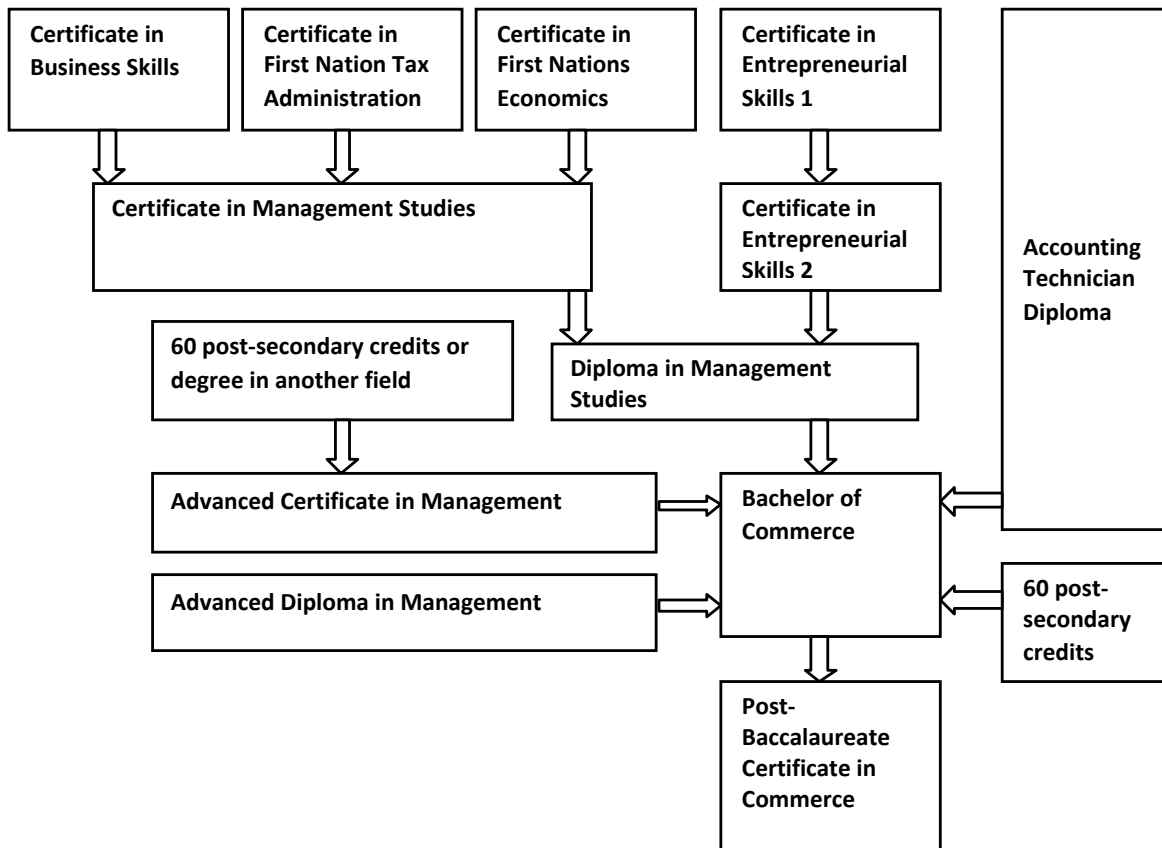 Certificate in
Business Skills
Certificate in
First Nation Tax
Administration
Certificate in
First Nations
Economics
Certificate in
Entrepreneurial
Skills 1
Certificate in Management Studies
Certificate in
Entrepreneurial
Skills 2
Accounting
Technician
Diploma
60 post-secondary credits or
degree in another field
Diploma in Management
Studies
Advanced Certificate in Management
Bachelor of
Commerce
Advanced Diploma in Management
60 post-
secondary
credits
Post-
Baccalaureate
Certificate in
Commerce